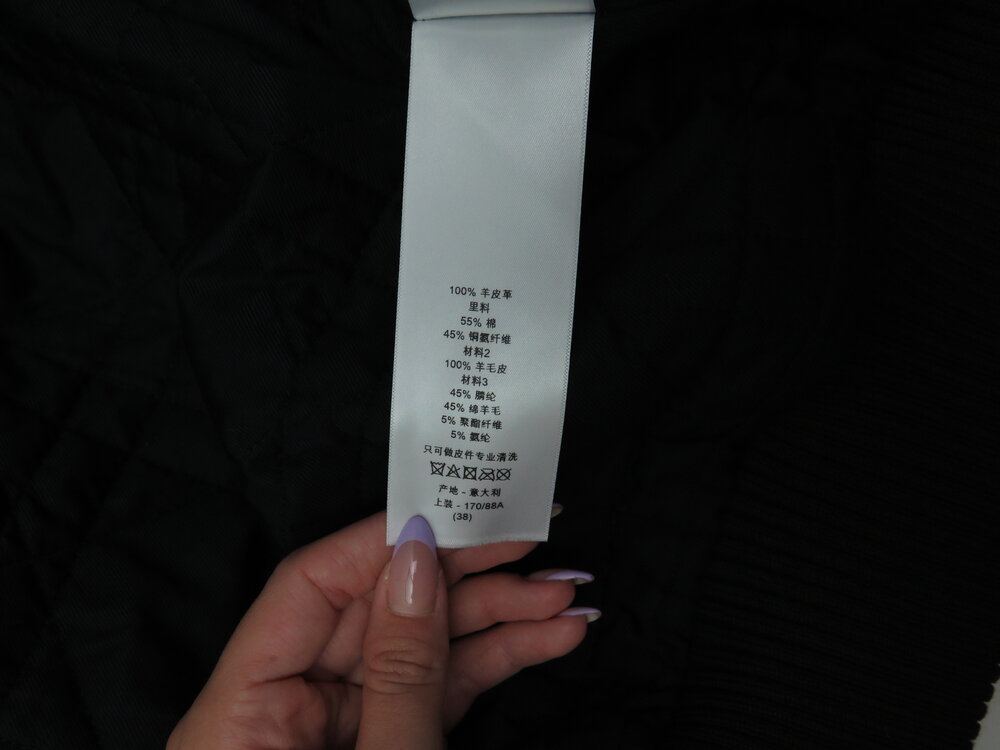 100% 羊皮革
里料
55% 棉
45% 铜氨纤维
材料2
100% 羊毛皮
材料3
45% 腈纶
45% 绵羊毛
5% 聚酯纤维
5% 氨纶
只可做皮件专业清洗
产地 - 意大利
上装 - 170/88A
(38)